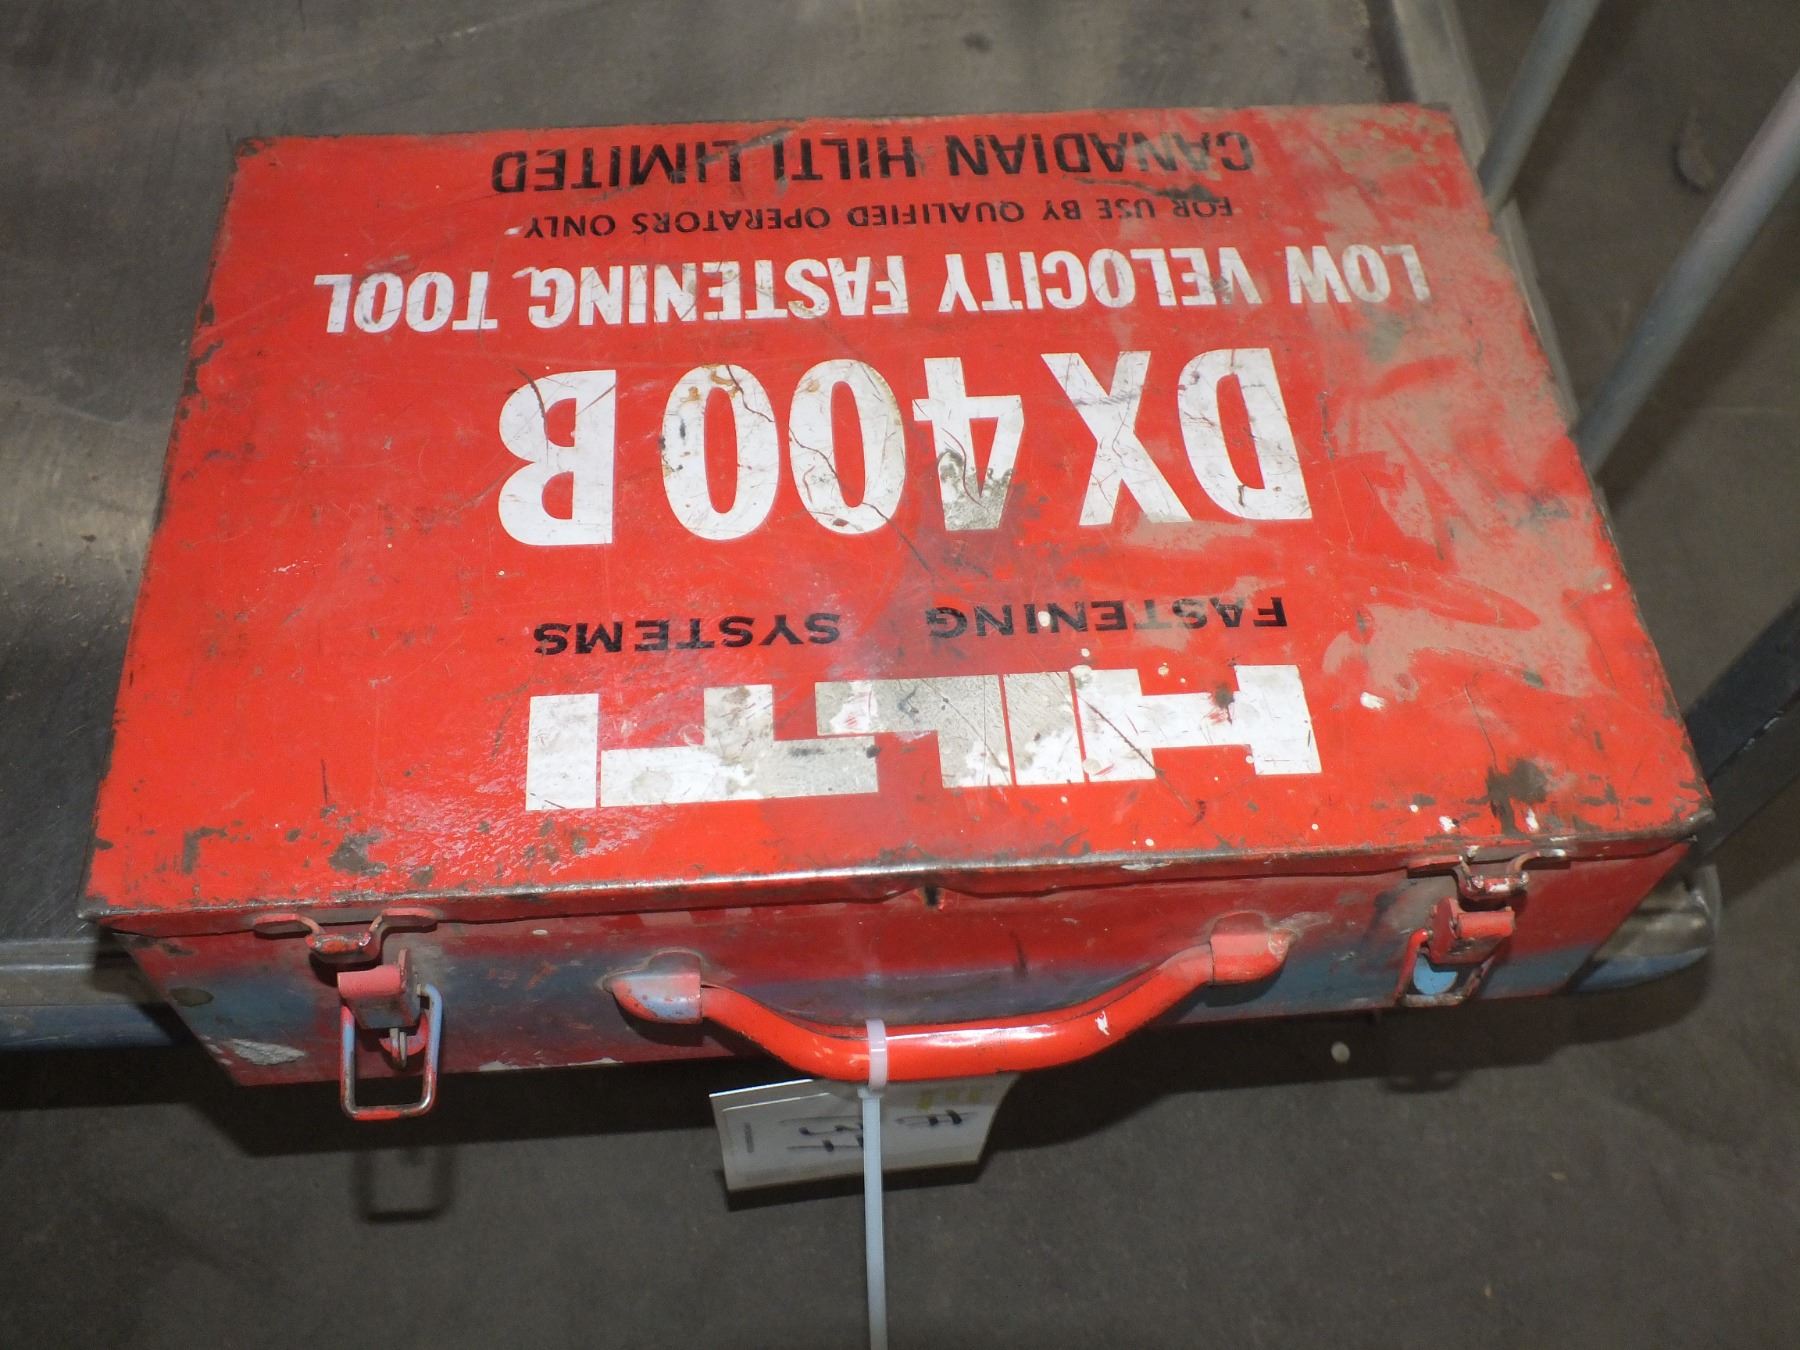 HILTI
FASTENING SYSTEMS
DX 400 B
LOW VELOCITY FASTENING TOOL
FOR USE BY QUALIFIED OPERATORS ONLY
CANADIAN HILTI LIMITED